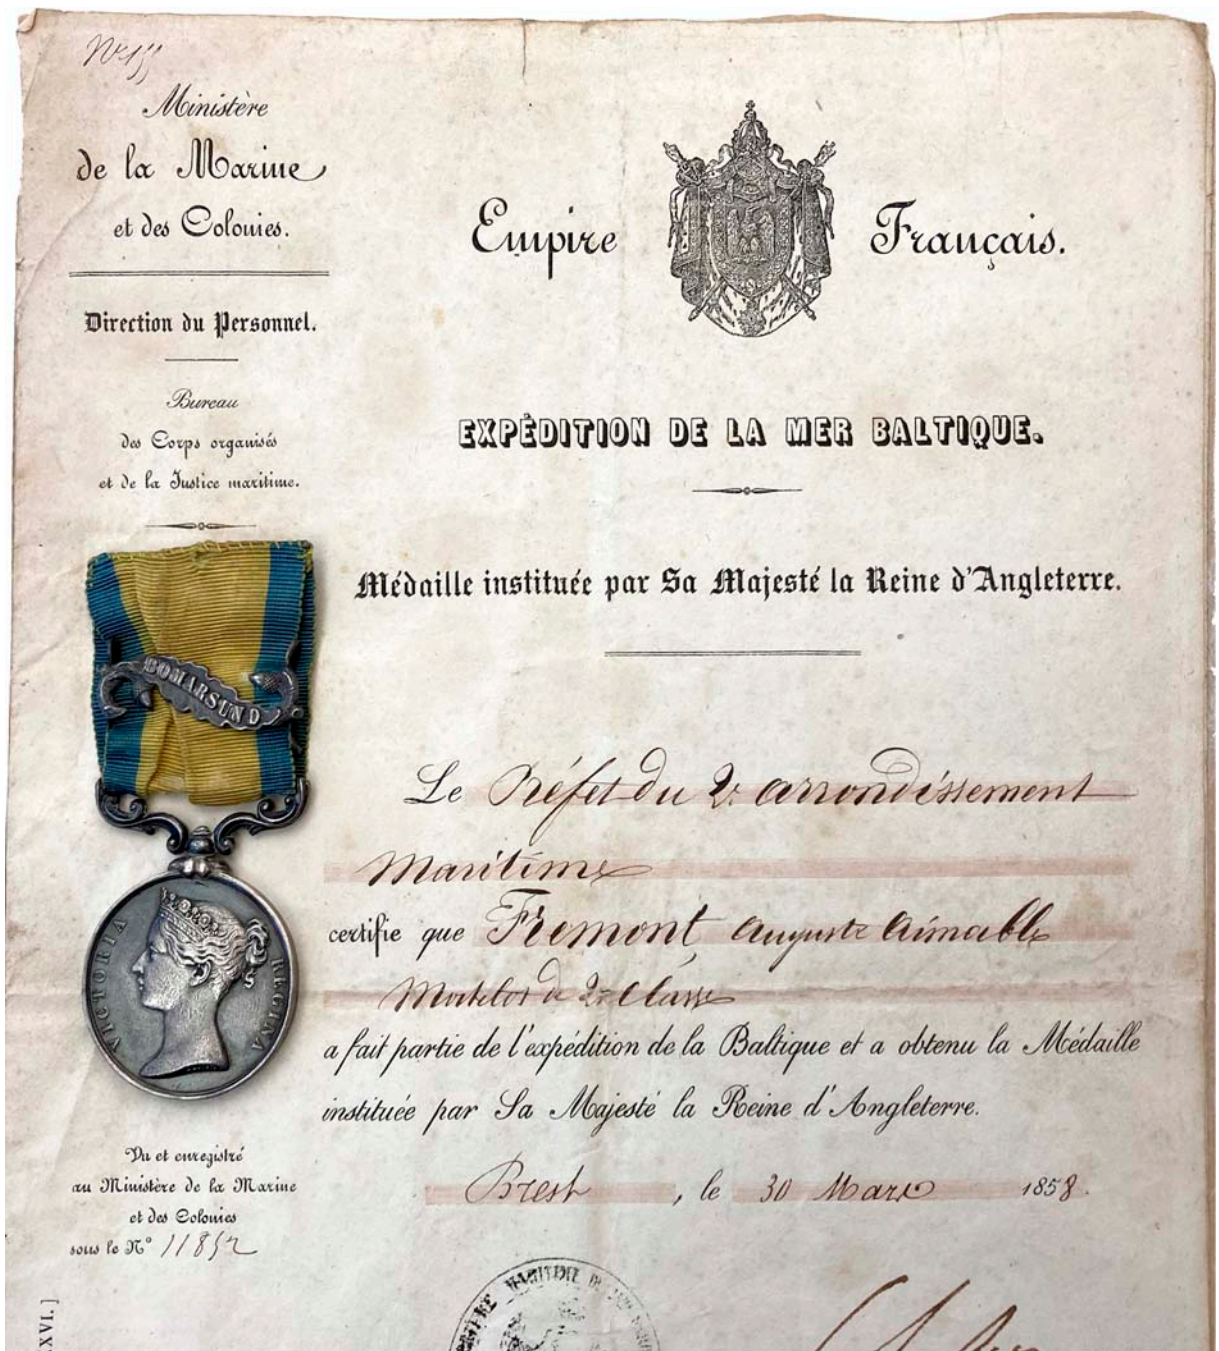 Ministère
de la Marine
et des Colonies.
Direction du Personnel.
Bureau
des Corps organisés
et de la Justice maritime.
Empire Français.
EXPÉDITION DE LA MER BALTIQUE.
Médaille instituée par Sa Majesté la Reine d'Angleterre.
BOMARSUND
VICTORIA REGINA
Le Préfet du 2e arrondissement
Maritime
certifie que Fremont, Auguste Aimable
Matelot de 2e Classe
a fait partie de l'expédition de la Baltique et a obtenu la Médaille
instituée par Sa Majesté la Reine d'Angleterre.
Brest, le 30 Mars 1858.
Vu et enregistré
au Ministère de la Marine
et des Colonies
sous le N° 11852
MARITIME
XVI.]